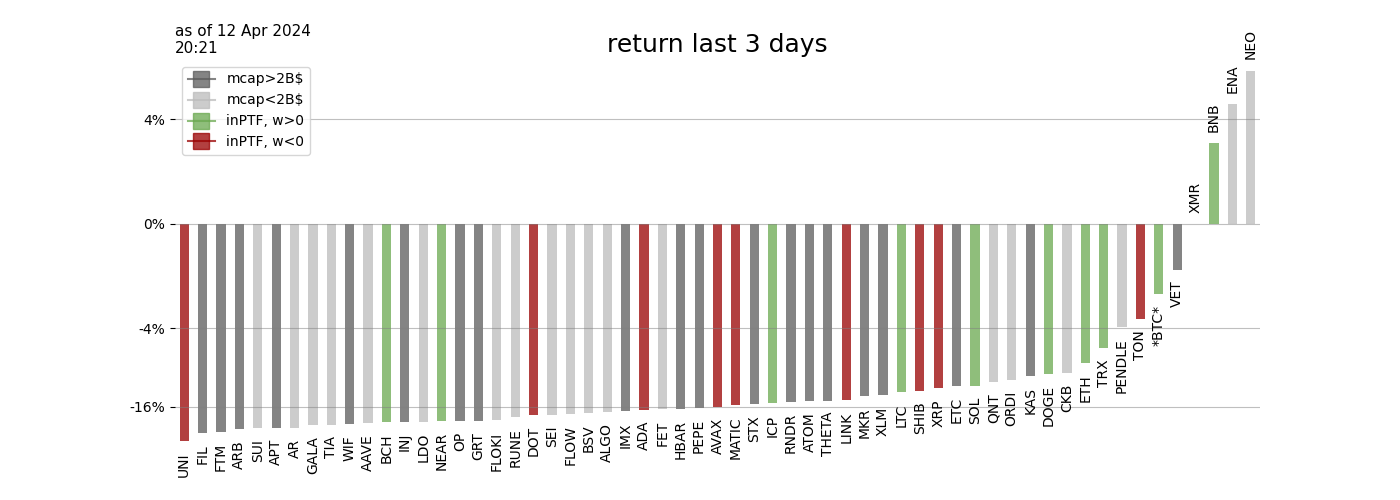 as of 12 Apr 2024
20:21
return last 3 days
mcap>2B$
mcap<2B$
inPTF, w>0
inPTF, w<0
4%
0%
-4%
-16%
UNI
FIL
FTM
ARB
SUI
APT
AR
GALA
TIA
WIF
AAVE
BCH
INJ
LDO
NEAR
OP
GRT
FLOKI
RUNE
DOT
SEI
FLOW
BSV
ALGO
IMX
ADA
FET
HBAR
PEPE
AVAX
MATIC
STX
ICP
RNDR
ATOM
THETA
LINK
MKR
XLM
LTC
SHIB
XRP
ETC
SOL
QNT
ORDI
KAS
DOGE
CKB
ETH
TRX
PENDLE
TON
*BTC*
VET
XMR
BNB
ENA
NEO